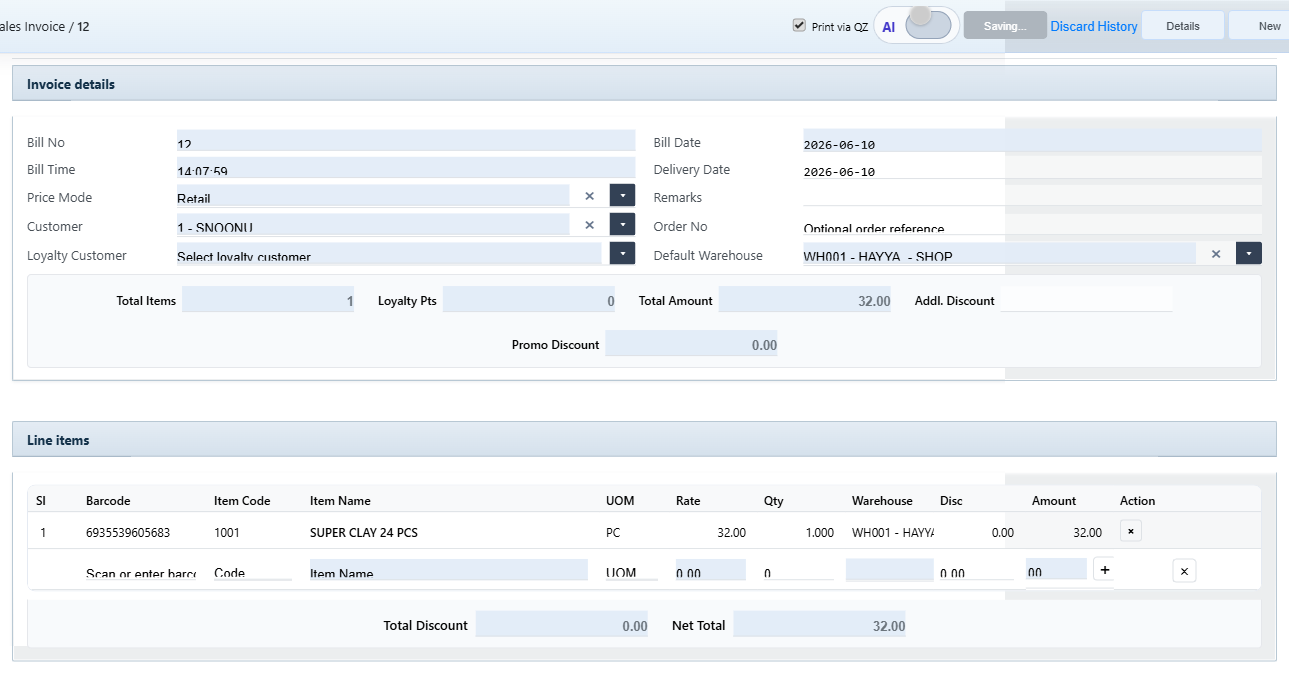 ales Invoice / 12 Print via QZ AI Saving... Discard History Details New
Invoice details
Bill No 12 Bill Date 2026-06-10
Bill Time 14:07:59 Delivery Date 2026-06-10
Price Mode Retail × Remarks
Customer 1 - SNOONU × Order No Optional order reference
Loyalty Customer Select loyalty customer Default Warehouse WH001 - HAYYA - SHOP ×
Total Items 1 Loyalty Pts 0 Total Amount 32.00 Addl. Discount
Promo Discount 0.00
Line items
Sl Barcode Item Code Item Name UOM Rate Qty Warehouse Disc Amount Action
1 6935539605683 1001 SUPER CLAY 24 PCS PC 32.00 1.000 WH001 - HAYYA 0.00 32.00 ×
Scan or enter barc Code Item Name UOM 0.00 0 0.00 00 + ×
Total Discount 0.00 Net Total 32.00